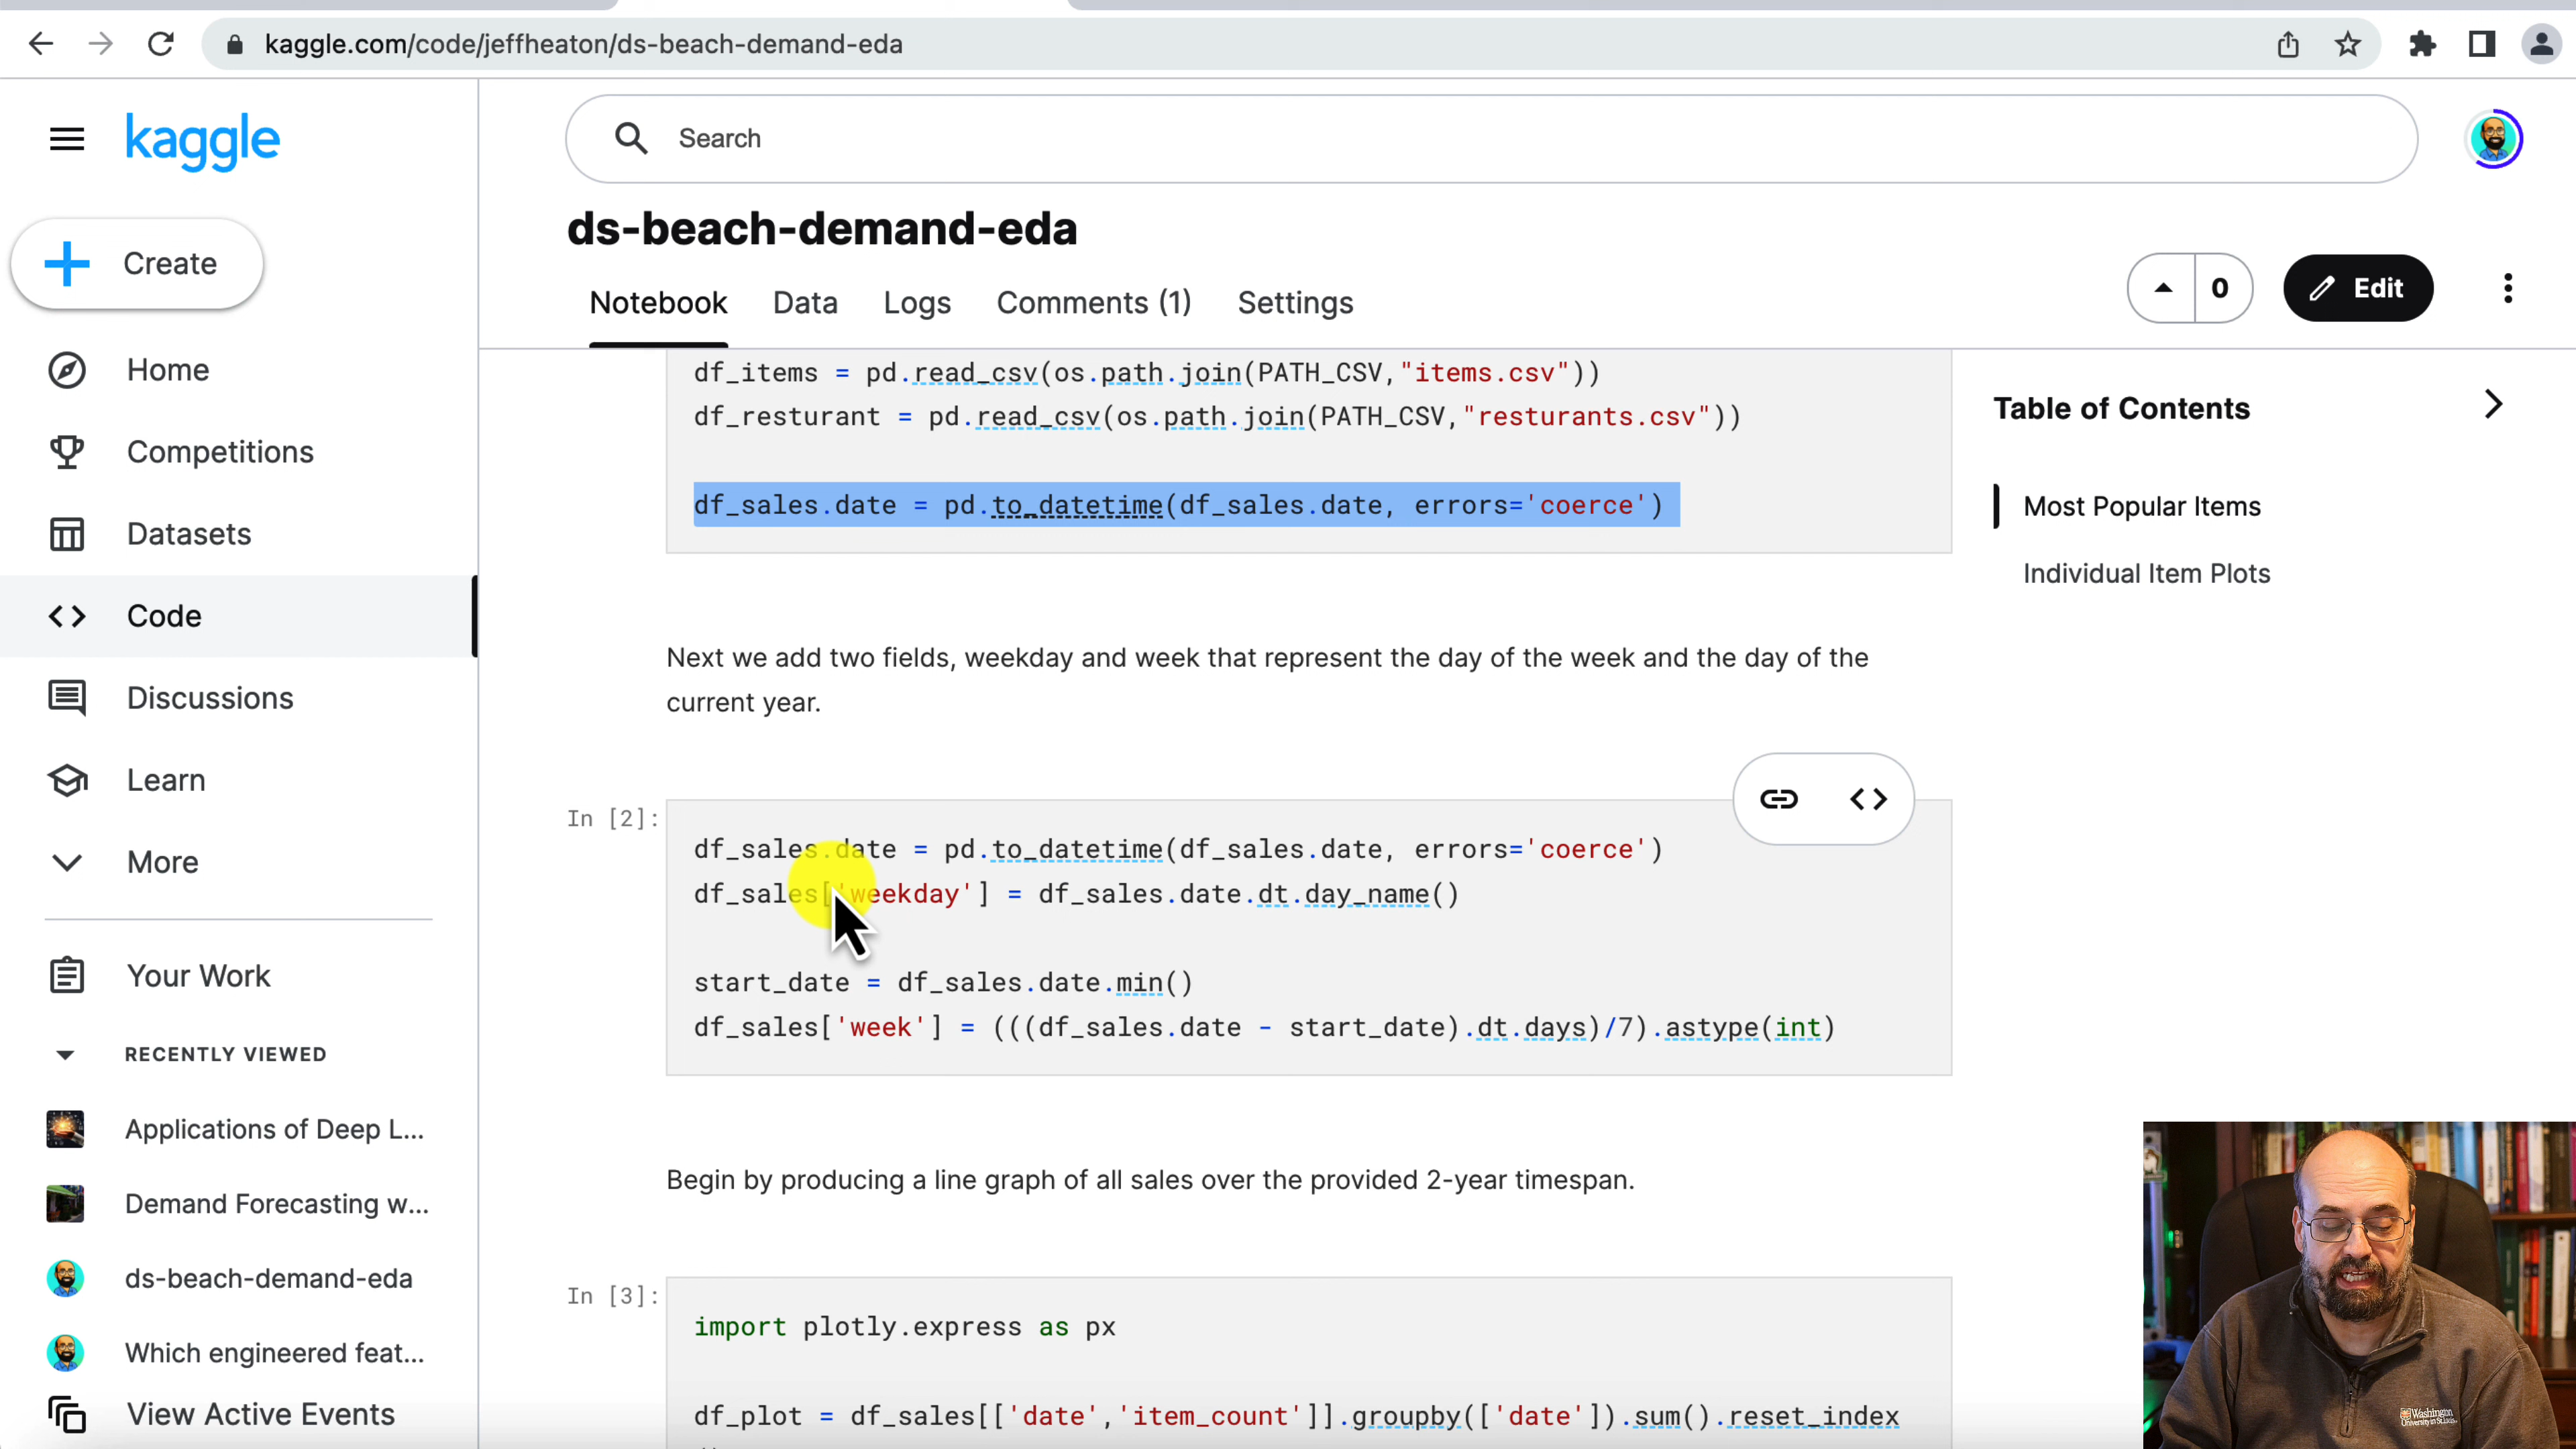 kaggle.com/code/jeffheaton/ds-beach-demand-eda
kaggle
Search
ds-beach-demand-eda
Create
Notebook
Data
Logs
Comments (1)
Settings
0
Edit
Home
Competitions
Datasets
Code
Discussions
Learn
More
Your Work
RECENTLY VIEWED
Applications of Deep L...
Demand Forecasting w...
ds-beach-demand-eda
Which engineered feat...
View Active Events
df_items = pd.read_csv(os.path.join(PATH_CSV,"items.csv"))
df_resturant = pd.read_csv(os.path.join(PATH_CSV,"resturants.csv"))
df_sales.date = pd.to_datetime(df_sales.date, errors='coerce')
Next we add two fields, weekday and week that represent the day of the week and the day of the
current year.
In [2]:
df_sales.date = pd.to_datetime(df_sales.date, errors='coerce')
df_sales['weekday'] = df_sales.date.dt.day_name()
start_date = df_sales.date.min()
df_sales['week'] = (((df_sales.date - start_date).dt.days)/7).astype(int)
Begin by producing a line graph of all sales over the provided 2-year timespan.
In [3]:
import plotly.express as px
df_plot = df_sales[['date','item_count']].groupby(['date']).sum().reset_index
Table of Contents
Most Popular Items
Individual Item Plots
Washington